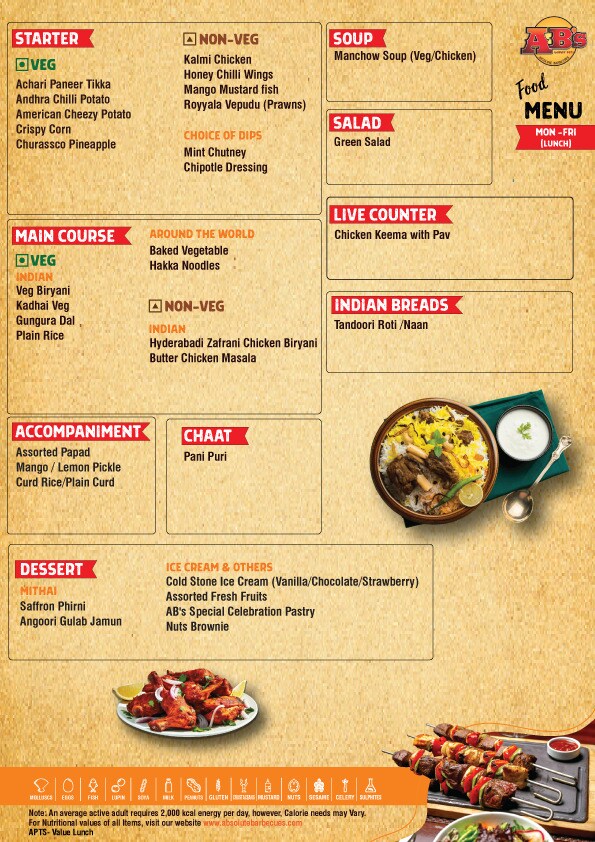 STARTER
VEG
Achari Paneer Tikka
Andhra Chilli Potato
American Cheezy Potato
Crispy Corn
Churassco Pineapple
NON-VEG
Kalmi Chicken
Honey Chilli Wings
Mango Mustard fish
Royyala Vepudu (Prawns)
CHOICE OF DIPS
Mint Chutney
Chipotle Dressing
SOUP
Manchow Soup (Veg/Chicken)
SALAD
Green Salad
AB's
Food
MENU
MON -FRI
(LUNCH)
MAIN COURSE
VEG
INDIAN
Veg Biryani
Kadhai Veg
Gungura Dal
Plain Rice
AROUND THE WORLD
Baked Vegetable
Hakka Noodles
NON-VEG
INDIAN
Hyderabadi Zafrani Chicken Biryani
Butter Chicken Masala
LIVE COUNTER
Chicken Keema with Pav
INDIAN BREADS
Tandoori Roti /Naan
ACCOMPANIMENT
Assorted Papad
Mango / Lemon Pickle
Curd Rice/Plain Curd
CHAAT
Pani Puri
DESSERT
MITHAI
Saffron Phirni
Angoori Gulab Jamun
ICE CREAM & OTHERS
Cold Stone Ice Cream (Vanilla/Chocolate/Strawberry)
Assorted Fresh Fruits
AB's Special Celebration Pastry
Nuts Brownie
MOLLUSCS EGG FISH LUPIN SOYA MILK PEANUTS GLUTEN CRUSTACEAN MUSTARD NUTS SESAME CELERY SULPHITES
Note: An average active adult requires 2,000 kcal energy per day, however, Calorie needs may Vary.
For Nutritional values of all Items, visit our website www.absolutebarbecues.com
APTS- Value Lunch